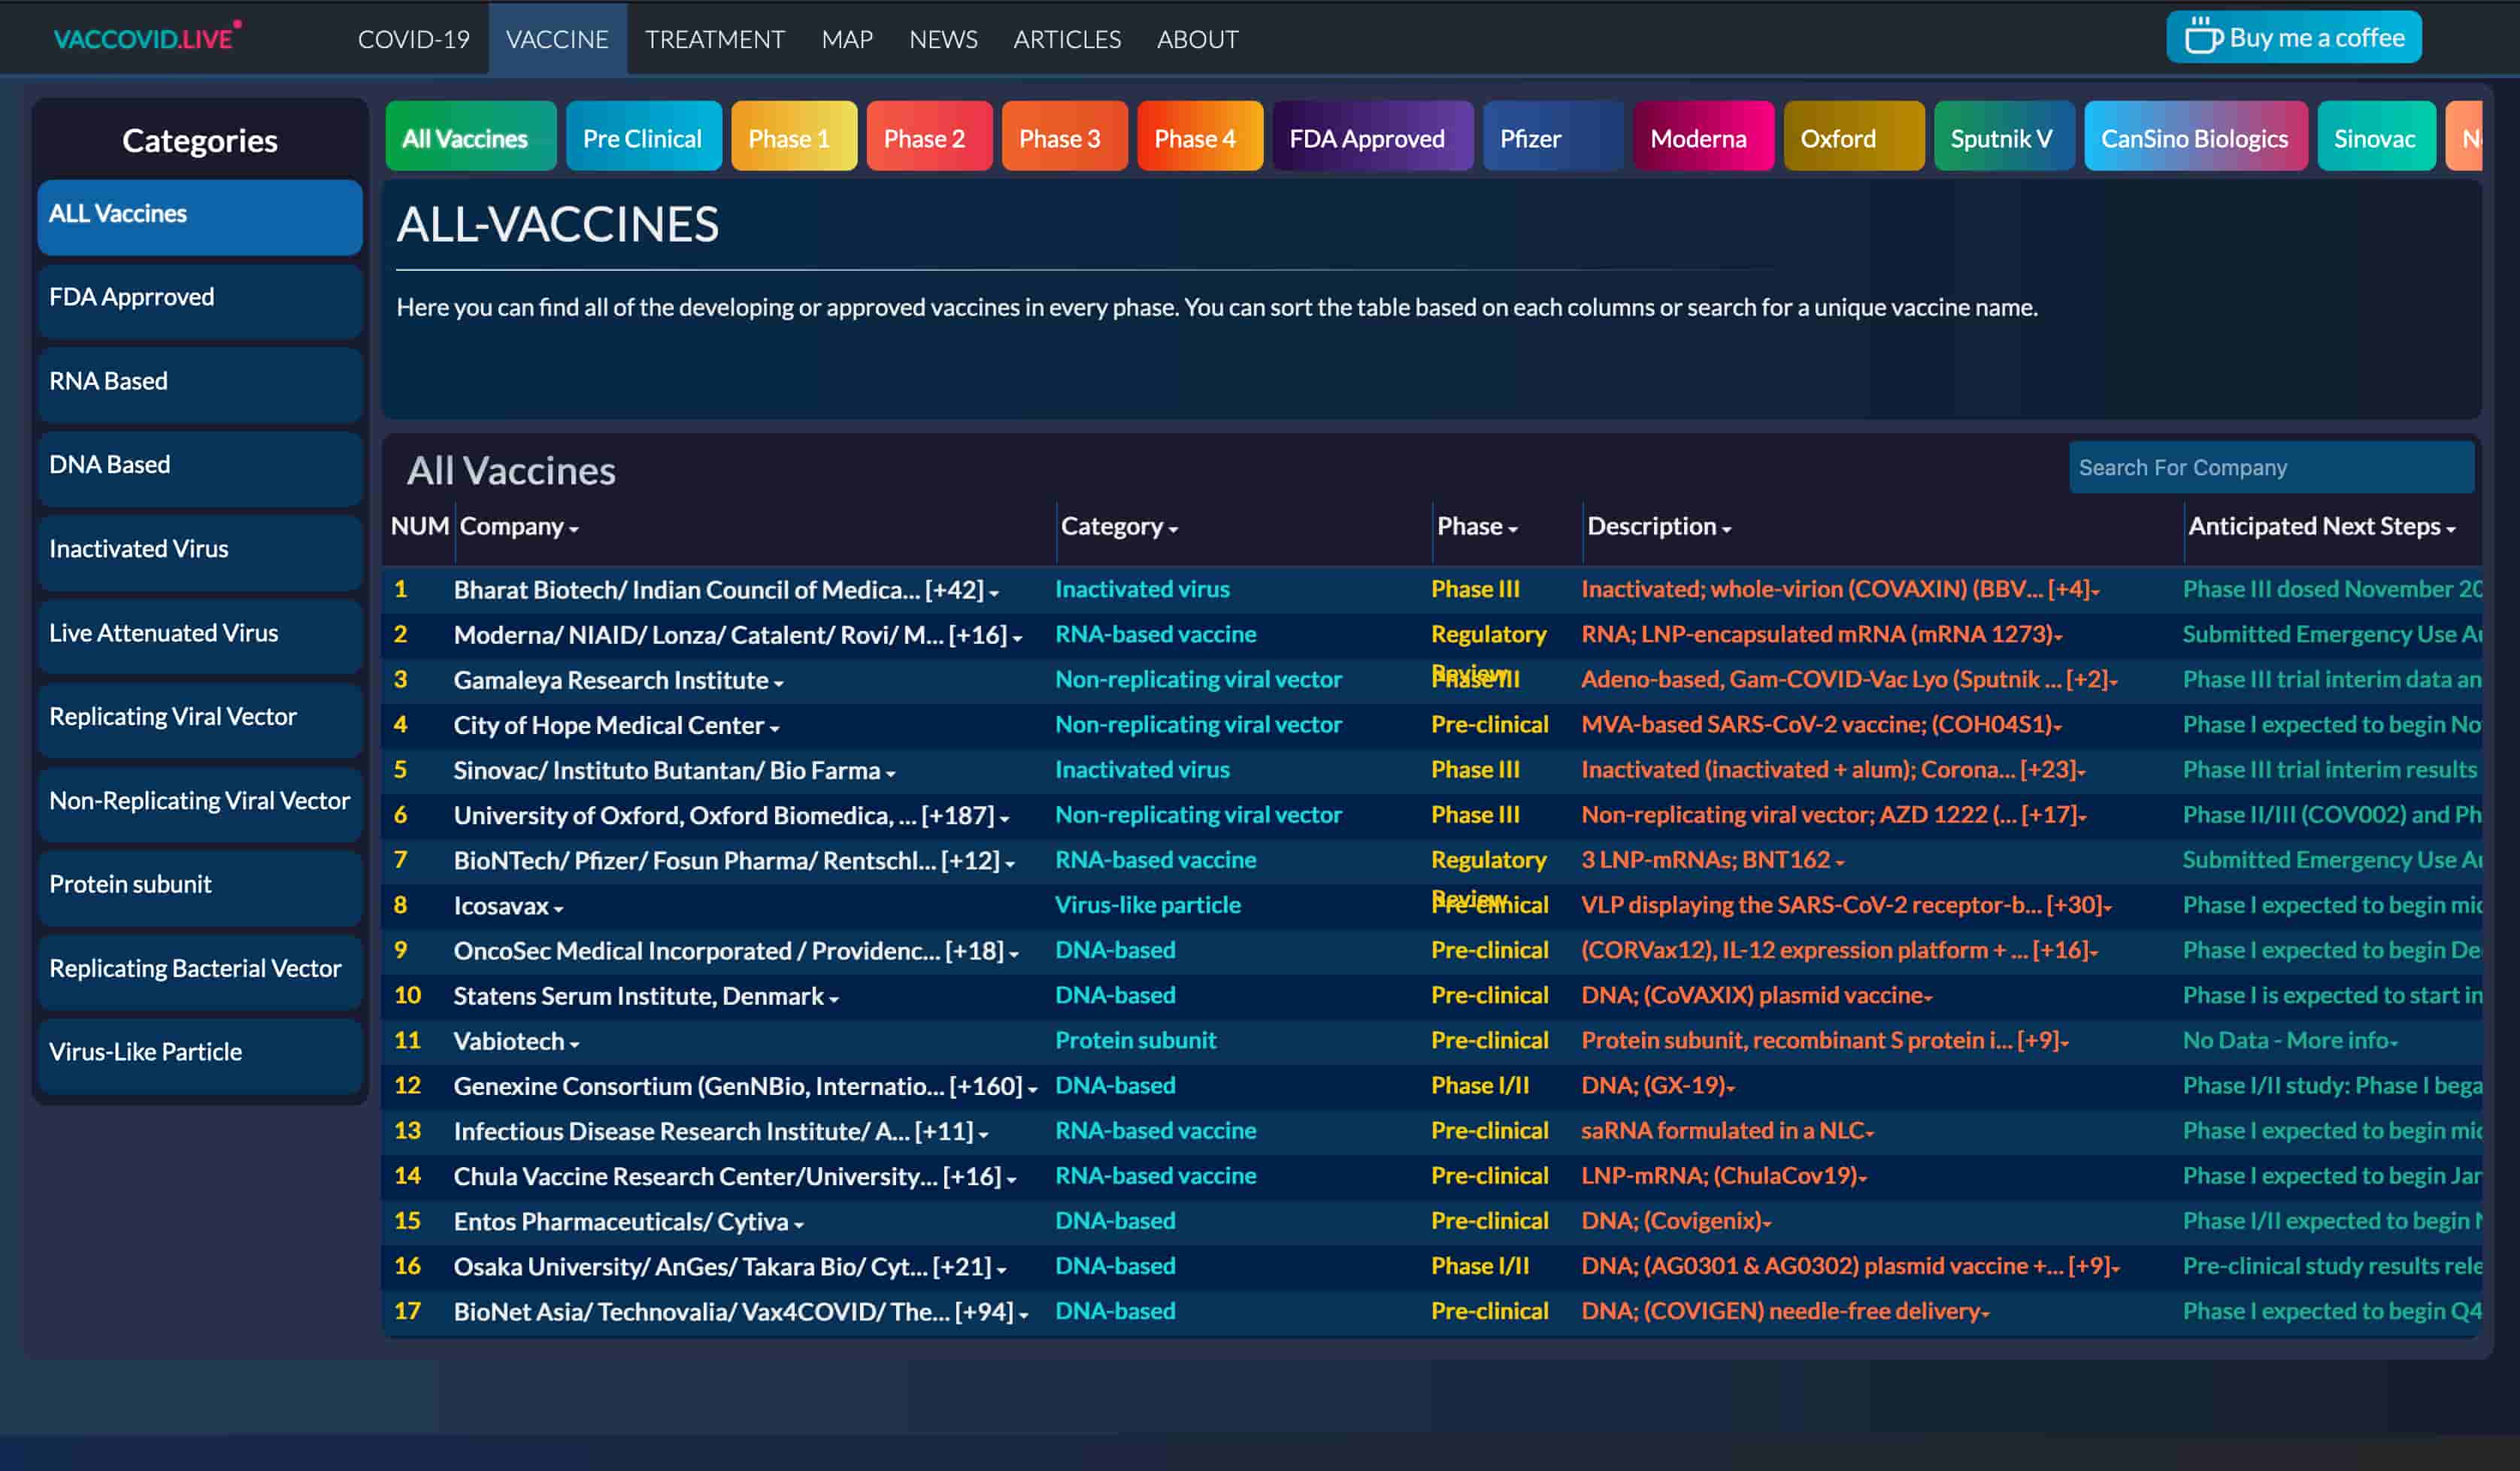 VACCOVID.LIVE COVID-19 VACCINE TREATMENT MAP NEWS ARTICLES ABOUT Buy me a coffee
Categories
ALL Vaccines
FDA Apprroved
RNA Based
DNA Based
Inactivated Virus
Live Attenuated Virus
Replicating Viral Vector
Non-Replicating Viral Vector
Protein subunit
Replicating Bacterial Vector
Virus-Like Particle
All Vaccines Pre Clinical Phase 1 Phase 2 Phase 3 Phase 4 FDA Approved Pfizer Moderna Oxford Sputnik V CanSino Biologics Sinovac
ALL-VACCINES
Here you can find all of the developing or approved vaccines in every phase. You can sort the table based on each columns or search for a unique vaccine name.
All Vaccines Search For Company
NUM Company Category Phase Description Anticipated Next Steps
1 Bharat Biotech/ Indian Council of Medica... [+42] Inactivated virus Phase III Inactivated; whole-virion (COVAXIN) (BBV... [+4] Phase III dosed November 20
2 Moderna/ NIAID/ Lonza/ Catalent/ Rovi/ M... [+16] RNA-based vaccine Regulatory Review RNA; LNP-encapsulated mRNA (mRNA 1273) Submitted Emergency Use Au
3 Gamaleya Research Institute Non-replicating viral vector Phase III Adeno-based, Gam-COVID-Vac Lyo (Sputnik ... [+2] Phase III trial interim data an
4 City of Hope Medical Center Non-replicating viral vector Pre-clinical MVA-based SARS-CoV-2 vaccine; (COH04S1) Phase I expected to begin No
5 Sinovac/ Instituto Butantan/ Bio Farma Inactivated virus Phase III Inactivated (inactivated + alum); Corona... [+23] Phase III trial interim results
6 University of Oxford, Oxford Biomedica, ... [+187] Non-replicating viral vector Phase III Non-replicating viral vector; AZD 1222 (... [+17] Phase II/III (COV002) and Ph
7 BioNTech/ Pfizer/ Fosun Pharma/ Rentschl... [+12] RNA-based vaccine Regulatory Review 3 LNP-mRNAs; BNT162 Submitted Emergency Use Au
8 Icosavax Virus-like particle Pre-clinical VLP displaying the SARS-CoV-2 receptor-b... [+30] Phase I expected to begin mid
9 OncoSec Medical Incorporated / Providenc... [+18] DNA-based Pre-clinical (CORVax12), IL-12 expression platform + ... [+16] Phase I expected to begin De
10 Statens Serum Institute, Denmark DNA-based Pre-clinical DNA; (CoVAXIX) plasmid vaccine Phase I is expected to start in
11 Vabiotech Protein subunit Pre-clinical Protein subunit, recombinant S protein i... [+9] No Data - More info
12 Genexine Consortium (GenNBio, Internatio... [+160] DNA-based Phase I/II DNA; (GX-19) Phase I/II study: Phase I bega
13 Infectious Disease Research Institute/ A... [+11] RNA-based vaccine Pre-clinical saRNA formulated in a NLC Phase I expected to begin mid
14 Chula Vaccine Research Center/University... [+16] RNA-based vaccine Pre-clinical LNP-mRNA; (ChulaCov19) Phase I expected to begin Jan
15 Entos Pharmaceuticals/ Cytiva DNA-based Pre-clinical DNA; (Covigenix) Phase I/II expected to begin
16 Osaka University/ AnGes/ Takara Bio/ Cyt... [+21] DNA-based Phase I/II DNA; (AG0301 & AG0302) plasmid vaccine +... [+9] Pre-clinical study results rele
17 BioNet Asia/ Technovalia/ Vax4COVID/ The... [+94] DNA-based Pre-clinical DNA; (COVIGEN) needle-free delivery Phase I expected to begin Q4